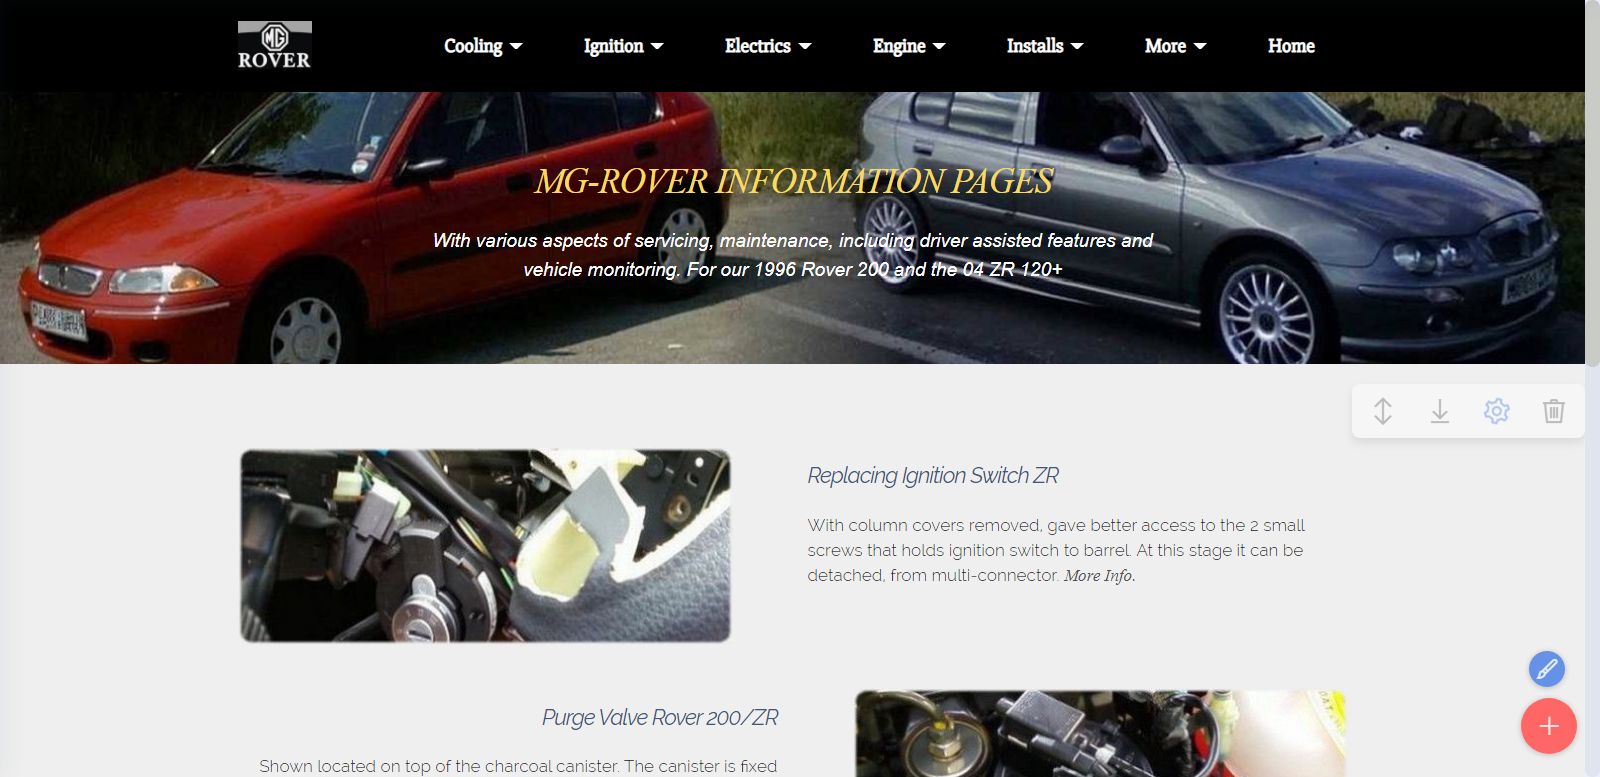 MG
ROVER
Cooling
Ignition
Electrics
Engine
Installs
More
Home
MG-ROVER INFORMATION PAGES
With various aspects of servicing, maintenance, including driver assisted features and
vehicle monitoring. For our 1996 Rover 200 and the 04 ZR 120+
Replacing Ignition Switch ZR
With column covers removed, gave better access to the 2 small
screws that holds ignition switch to barrel. At this stage it can be
detached, from multi-connector. More Info.
Purge Valve Rover 200/ZR
Shown located on top of the charcoal canister. The canister is fixed